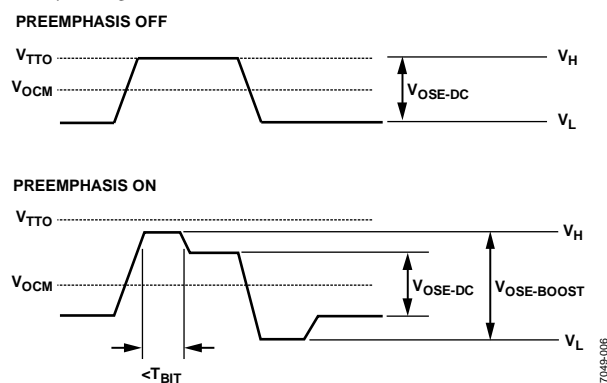 PREEMPHASIS OFF
VTTO
VOCM
VH
VOSE-DC
VL
PREEMPHASIS ON
VTTO
VOCM
VH
VOSE-DC
VOSE-BOOST
VL
<TBIT
7049-006